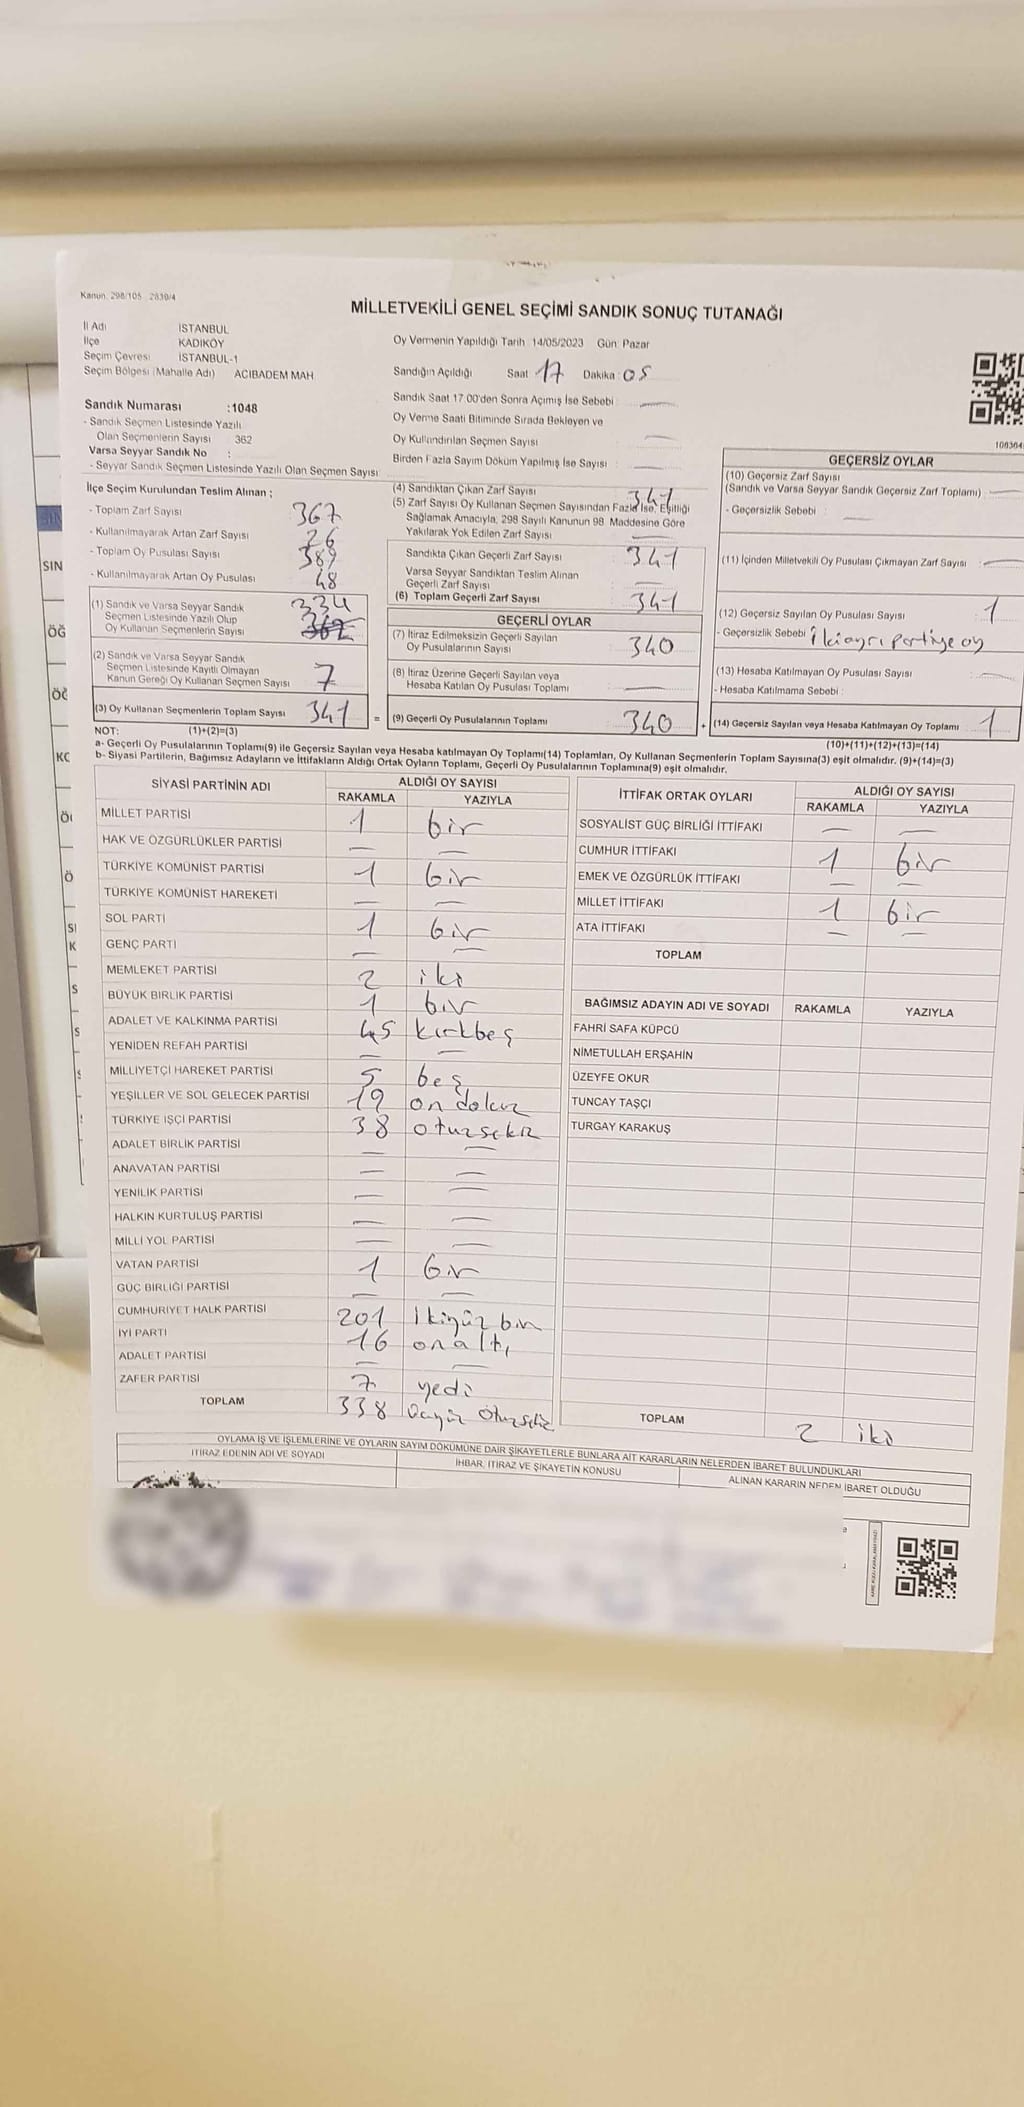 Kanun: 298/105 2839/4
MİLLETVEKİLİ GENEL SEÇİMİ SANDIK SONUÇ TUTANAĞI
İl Adı İSTANBUL
İlçe KADIKÖY
Seçim Çevresi İSTANBUL-1
Seçim Bölgesi (Mahalle Adı) ACIBADEM MAH
Sandık Numarası :1048
- Sandık Seçmen Listesinde Yazılı
Olan Seçmenlerin Sayısı : 362
Varsa Seyyar Sandık No :
- Seyyar Sandık Seçmen Listesinde Yazılı Olan Seçmen Sayısı
Oy Vermenin Yapıldığı Tarih 14/05/2023 Gün: Pazar
Sandığın Açıldığı Saat 17 Dakika: 05
Sandık Saat 17.00'den Sonra Açılmış İse Sebebi : —
Oy Verme Saati Bitiminde Sırada Bekleyen ve
Oy Kullandırılan Seçmen Sayısı —
Birden Fazla Sayım Döküm Yapılmış İse Sayısı : —
İlçe Seçim Kurulundan Teslim Alınan ;
- Toplam Zarf Sayısı 367
- Kullanılmayarak Artan Zarf Sayısı 26
- Toplam Oy Pusulası Sayısı 389
- Kullanılmayarak Artan Oy Pusulası 48
(1) Sandık ve Varsa Seyyar Sandık 334
Seçmen Listesinde Yazılı Olup
Oy Kullanan Seçmenlerin Sayısı 362
(2) Sandık ve Varsa Seyyar Sandık
Seçmen Listesinde Kayıtlı Olmayan
Kanun Gereği Oy Kullanan Seçmen Sayısı 7
(3) Oy Kullanan Seçmenlerin Toplam Sayısı 341 =
(4) Sandıktan Çıkan Zarf Sayısı 341
(5) Zarf Sayısı Oy Kullanan Seçmen Sayısından Fazla İse, Eşitliği
Sağlamak Amacıyla, 298 Sayılı Kanunun 98 Maddesine Göre
Yakılarak Yok Edilen Zarf Sayısı —
Sandıkta Çıkan Geçerli Zarf Sayısı 341
Varsa Seyyar Sandıktan Teslim Alınan
Geçerli Zarf Sayısı —
(6) Toplam Geçerli Zarf Sayısı 341
GEÇERLİ OYLAR
(7) İtiraz Edilmeksizin Geçerli Sayılan
Oy Pusulalarının Sayısı 340
(8) İtiraz Üzerine Geçerli Sayılan veya
Hesaba Katılan Oy Pusulası Toplamı —
(9) Geçerli Oy Pusulalarının Toplamı 340 +
GEÇERSİZ OYLAR
(10) Geçersiz Zarf Sayısı
(Sandık ve Varsa Seyyar Sandık Geçersiz Zarf Toplamı) —
- Geçersizlik Sebebi : —
(11) İçinden Milletvekili Oy Pusulası Çıkmayan Zarf Sayısı : —
(12) Geçersiz Sayılan Oy Pusulası Sayısı 1
- Geçersizlik Sebebi : iki ayrı partiye oy
(13) Hesaba Katılmayan Oy Pusulası Sayısı —
- Hesaba Katılmama Sebebi :
(14) Geçersiz Sayılan veya Hesaba Katılmayan Oy Toplamı 1
NOT: (1)+(2)=(3) (10)+(11)+(12)+(13)=(14)
a- Geçerli Oy Pusulalarının Toplamı(9) ile Geçersiz Sayılan veya Hesaba katılmayan Oy Toplamı(14) Toplamları, Oy Kullanan Seçmenlerin Toplam Sayısına(3) eşit olmalıdır. (9)+(14)=(3)
b- Siyasi Partilerin, Bağımsız Adayların ve İttifakların Aldığı Ortak Oyların Toplamı, Geçerli Oy Pusulalarının Toplamına(9) eşit olmalıdır.
SİYASİ PARTİNİN ADI ALDIĞI OY SAYISI
RAKAMLA YAZIYLA
MİLLET PARTİSİ 1 bir
HAK VE ÖZGÜRLÜKLER PARTİSİ — —
TÜRKİYE KOMÜNİST PARTİSİ 1 bir
TÜRKİYE KOMÜNİST HAREKETİ — —
SOL PARTİ 1 bir
GENÇ PARTİ — —
MEMLEKET PARTİSİ 2 iki
BÜYÜK BİRLİK PARTİSİ 1 bir
ADALET VE KALKINMA PARTİSİ 45 kırkbeş
YENİDEN REFAH PARTİSİ — —
MİLLİYETÇİ HAREKET PARTİSİ 5 beş
YEŞİLLER VE SOL GELECEK PARTİSİ 19 on dokuz
TÜRKİYE İŞÇİ PARTİSİ 38 otuzsekiz
ADALET BİRLİK PARTİSİ — —
ANAVATAN PARTİSİ — —
YENİLİK PARTİSİ — —
HALKIN KURTULUŞ PARTİSİ — —
MİLLİ YOL PARTİSİ — —
VATAN PARTİSİ 1 bir
GÜÇ BİRLİĞİ PARTİSİ — —
CUMHURİYET HALK PARTİSİ 201 ikiyüz bir
İYİ PARTİ 16 onaltı
ADALET PARTİSİ — —
ZAFER PARTİSİ 7 yedi
TOPLAM 338 üçyüz otuzsekiz
İTTİFAK ORTAK OYLARI ALDIĞI OY SAYISI
RAKAMLA YAZIYLA
SOSYALİST GÜÇ BİRLİĞİ İTTİFAKI — —
CUMHUR İTTİFAKI 1 bir
EMEK VE ÖZGÜRLÜK İTTİFAKI — —
MİLLET İTTİFAKI 1 bir
ATA İTTİFAKI — —
TOPLAM
BAĞIMSIZ ADAYIN ADI VE SOYADI RAKAMLA YAZIYLA
FAHRİ SAFA KÜPCÜ
NİMETULLAH ERŞAHİN
ÜZEYFE OKUR
TUNCAY TAŞÇI
TURGAY KARAKUŞ
TOPLAM 2 iki
OYLAMA İŞ VE İŞLEMLERİNE VE OYLARIN SAYIM DÖKÜMÜNE DAİR ŞİKAYETLERLE BUNLARA AİT KARARLARIN NELERDEN İBARET BULUNDUKLARI
İTİRAZ EDENİN ADI VE SOYADI İHBAR, İTİRAZ VE ŞİKAYETİN KONUSU ALINAN KARARIN NEDEN İBARET OLDUĞU